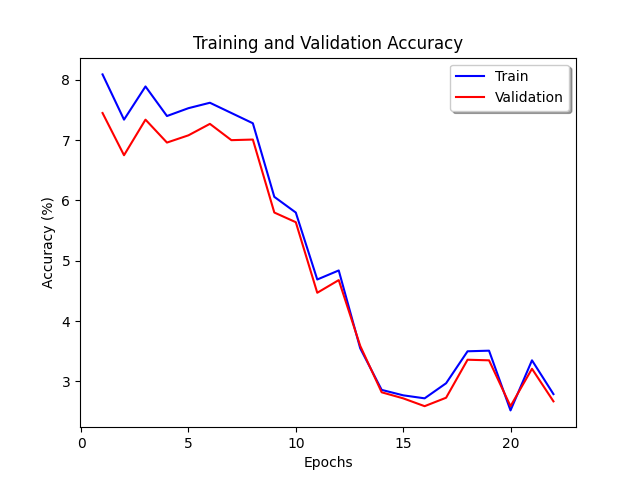 Training and Validation Accuracy
Train
Validation
Accuracy (%)
8
7
6
5
4
3
0 5 10 15 20
Epochs